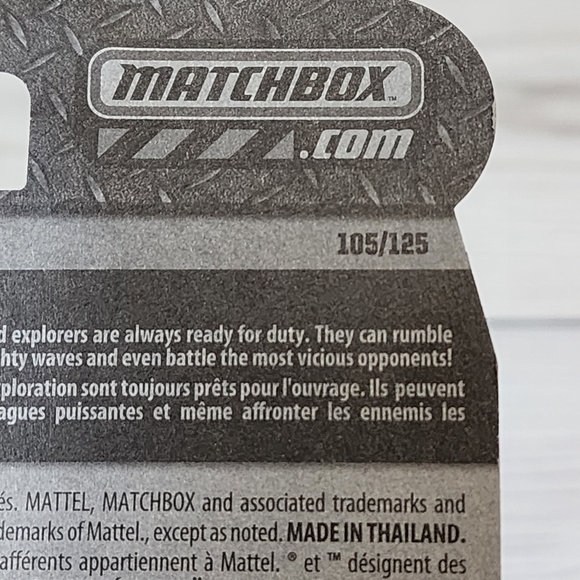 MATCHBOX™
.com
105/125
d explorers are always ready for duty. They can rumble
hty waves and even battle the most vicious opponents!
ploration sont toujours prêts pour l'ouvrage. Ils peuvent
agues puissantes et même affronter les ennemis les
és. MATTEL, MATCHBOX and associated trademarks and
demarks of Mattel., except as noted. MADE IN THAILAND.
afférents appartiennent à Mattel. ® et ™ désignent des